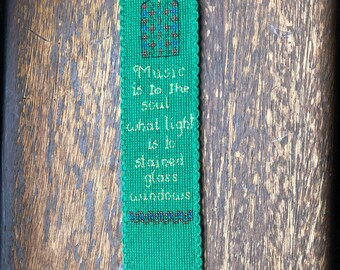 Music
is to the
soul
what light
is to
stained
glass
windows